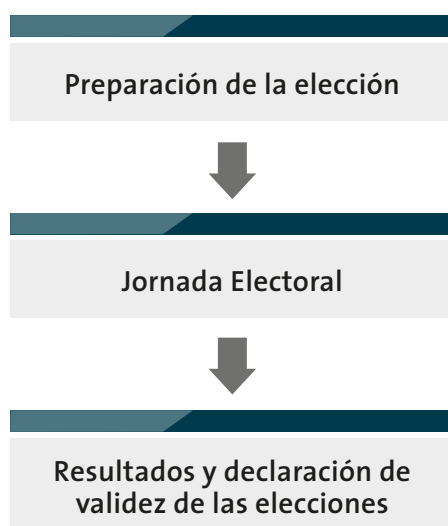 Preparación de la elección
Jornada Electoral
Resultados y declaración de
validez de las elecciones